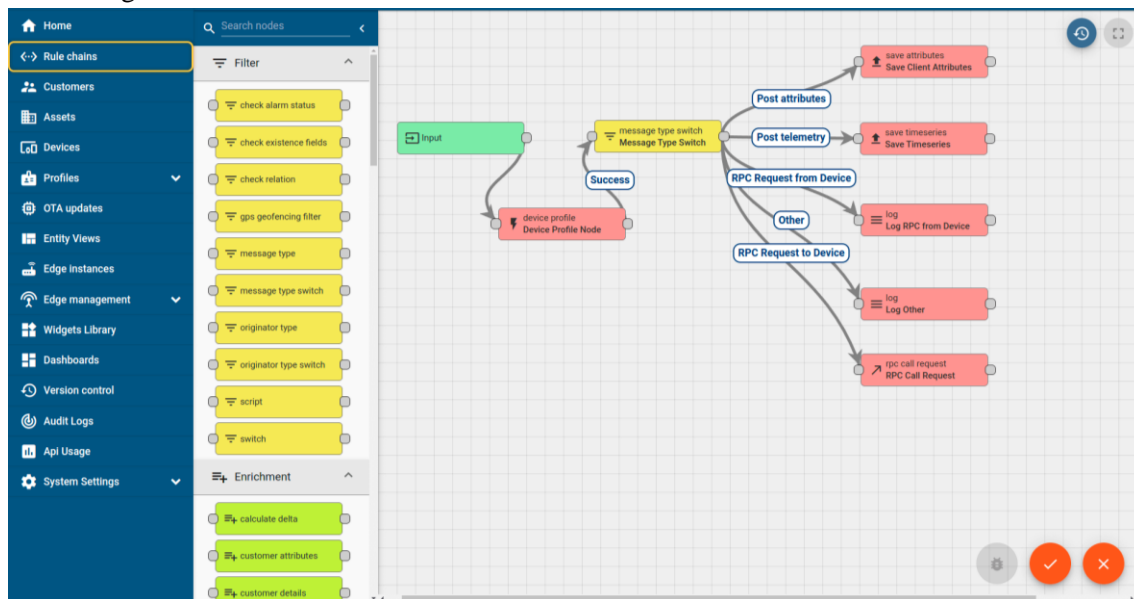 Home
Rule chains
Customers
Assets
Devices
Profiles
OTA updates
Entity Views
Edge instances
Edge management
Widgets Library
Dashboards
Version control
Audit Logs
Api Usage
System Settings
Search nodes
Filter
check alarm status
check existence fields
check relation
gps geofencing filter
message type
message type switch
originator type
originator type switch
script
switch
Enrichment
calculate delta
customer attributes
customer details
Input
device profile
Device Profile Node
Success
message type switch
Message Type Switch
Post attributes
Post telemetry
RPC Request from Device
Other
RPC Request to Device
save attributes
Save Client Attributes
save timeseries
Save Timeseries
log
Log RPC from Device
log
Log Other
rpc call request
RPC Call Request